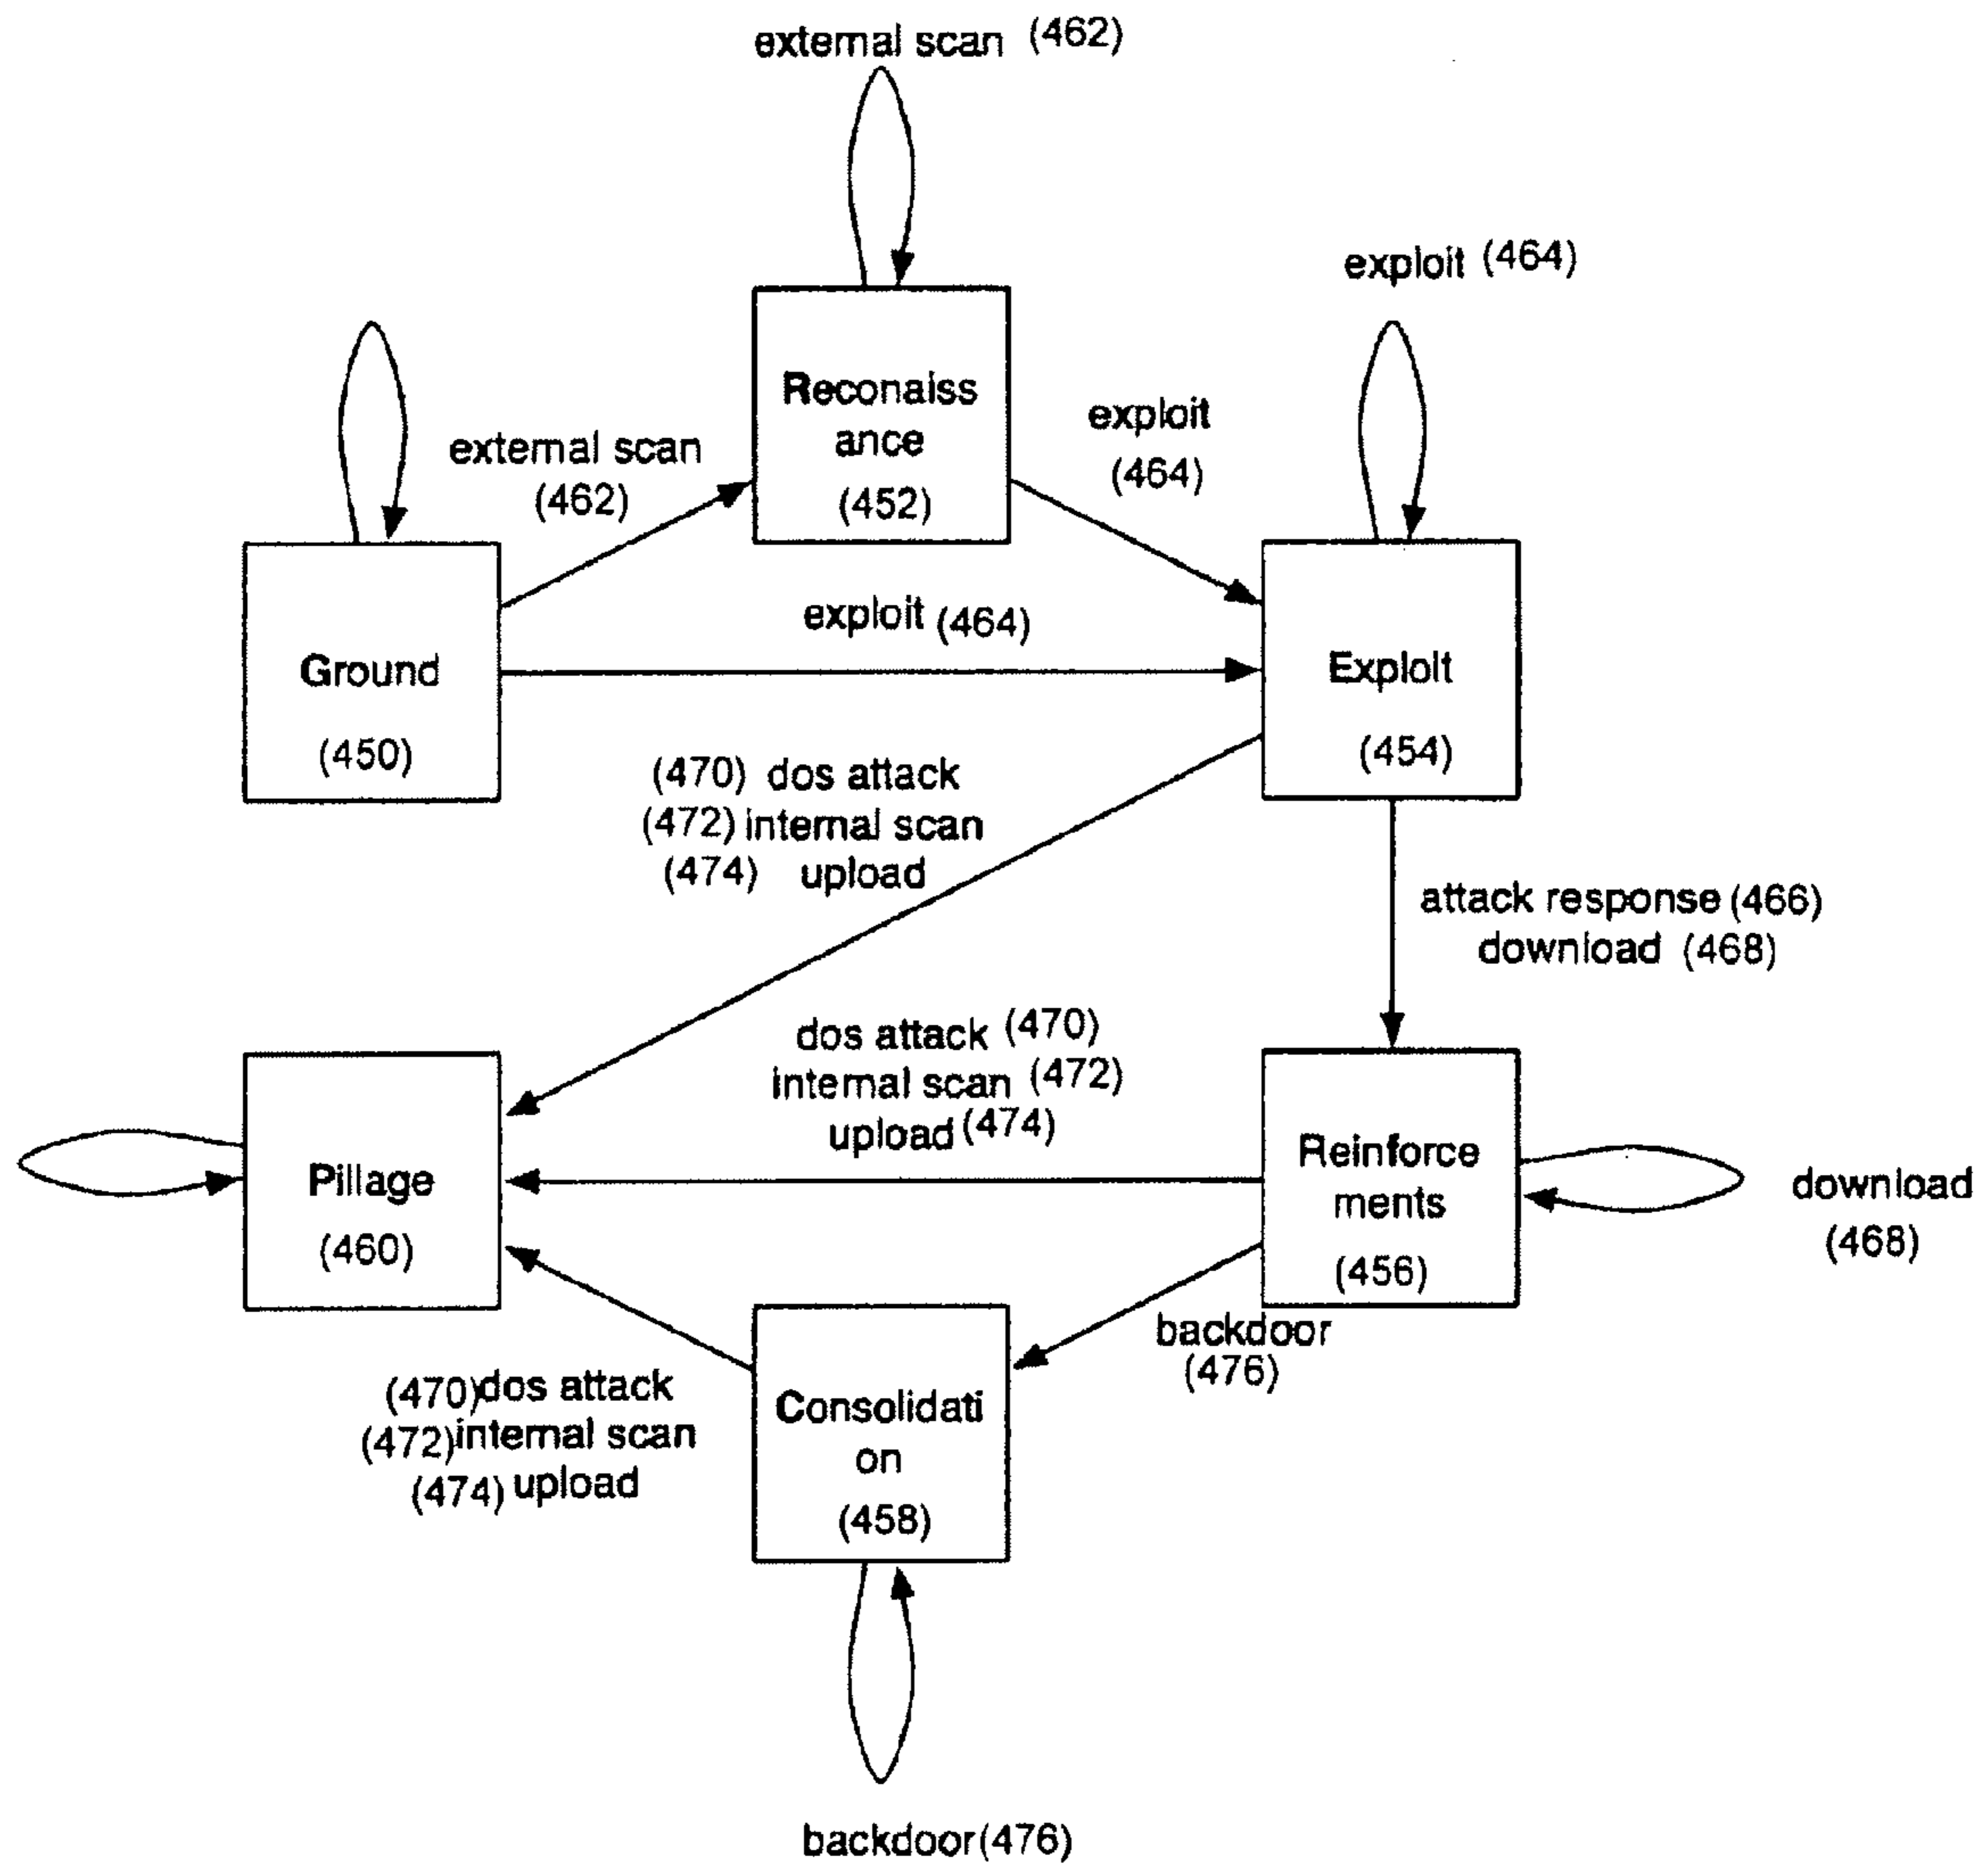 external scan (462)
exploit (464)
Reconaiss
ance
(452)
external scan
(462)
exploit
(464)
exploit (464)
Ground
(450)
Exploit
(454)
(470) dos attack
(472) internal scan
(474) upload
attack response (466)
download (468)
dos attack (470)
internal scan (472)
upload (474)
Pillage
(460)
Reinforce
ments
(456)
download
(468)
backdoor
(476)
(470) dos attack
(472) internal scan
(474) upload
Consolidati
on
(458)
backdoor (476)